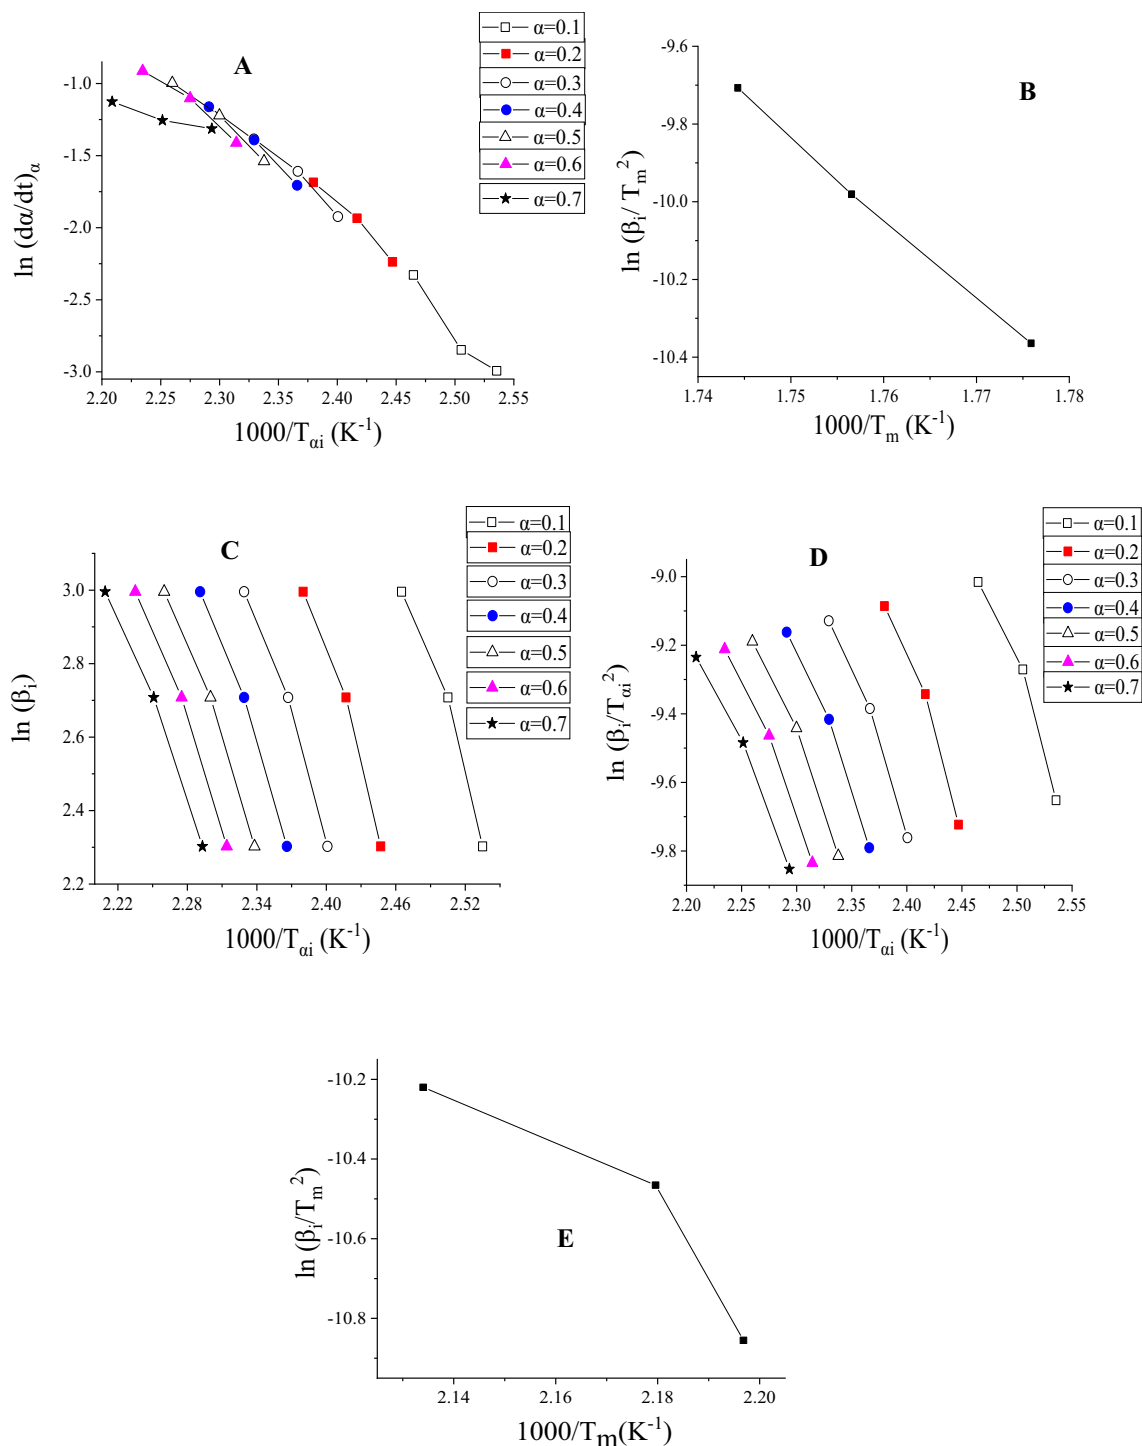 A
ln (dα/dt)α
-1.0
-1.5
-2.0
-2.5
-3.0
2.20 2.25 2.30 2.35 2.40 2.45 2.50 2.55
1000/Tαi (K-1)
α=0.1
α=0.2
α=0.3
α=0.4
α=0.5
α=0.6
α=0.7
B
ln (βi/ Tm2)
-9.6
-9.8
-10.0
-10.2
-10.4
1.74 1.75 1.76 1.77 1.78
1000/Tm (K-1)
C
ln (βi)
3.0
2.8
2.6
2.4
2.2
2.22 2.28 2.34 2.40 2.46 2.52
1000/Tαi (K-1)
α=0.1
α=0.2
α=0.3
α=0.4
α=0.5
α=0.6
α=0.7
D
ln (βi/Tαi2)
-9.0
-9.2
-9.4
-9.6
-9.8
2.20 2.25 2.30 2.35 2.40 2.45 2.50 2.55
1000/Tαi (K-1)
α=0.1
α=0.2
α=0.3
α=0.4
α=0.5
α=0.6
α=0.7
E
ln (βi/Tm2)
-10.2
-10.4
-10.6
-10.8
2.14 2.16 2.18 2.20
1000/Tm(K-1)